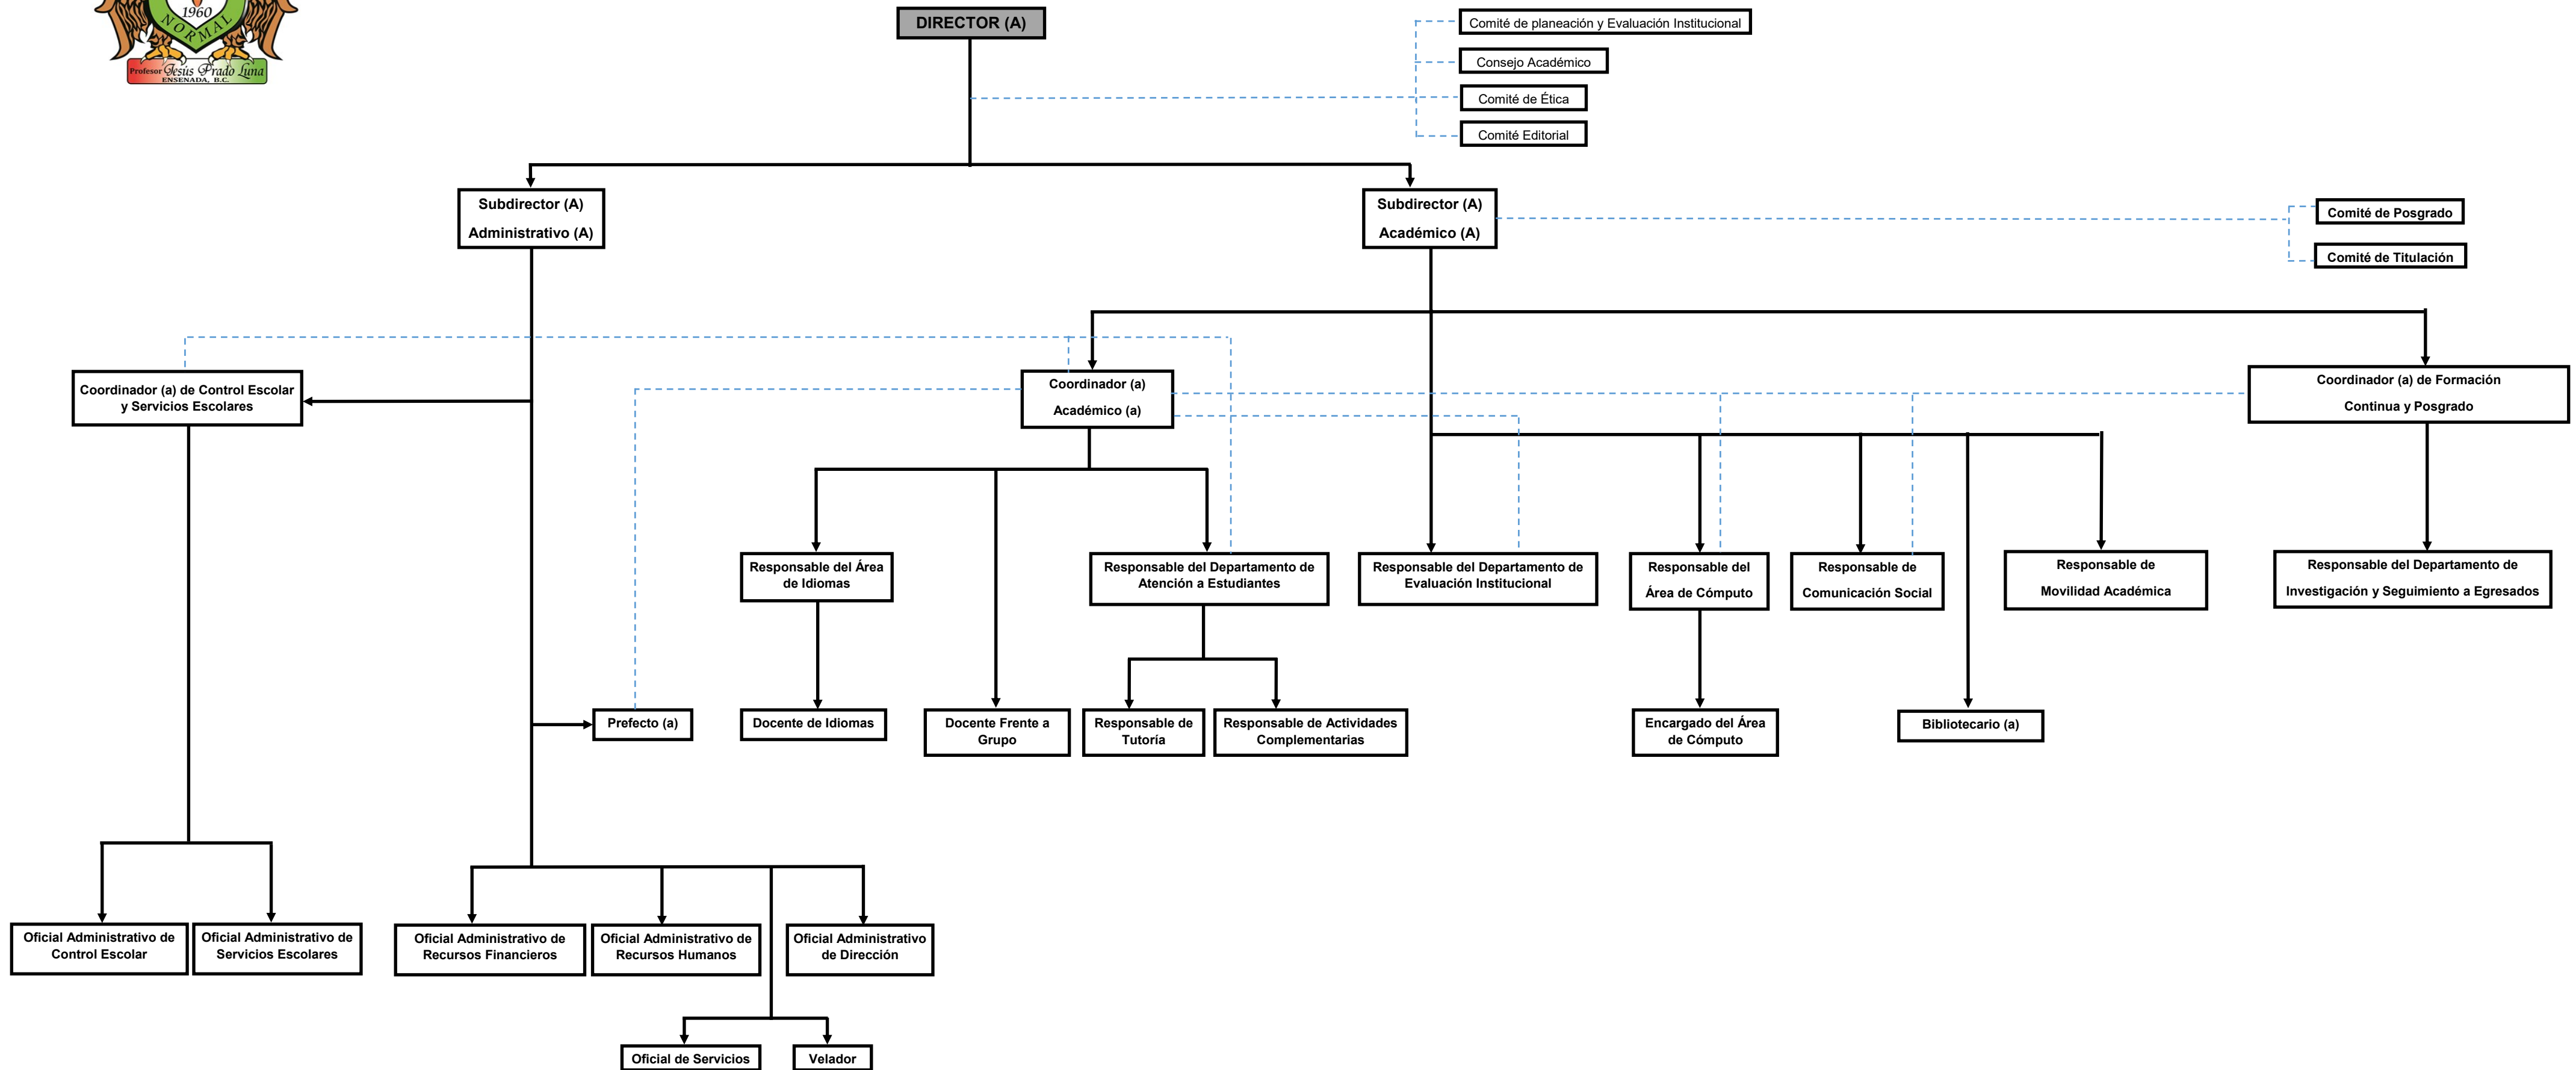 1960
NORMAL
Profesor Jesús Prado Luna
ENSENADA, B.C.
DIRECTOR (A)
Comité de planeación y Evaluación Institucional
Consejo Académico
Comité de Ética
Comité Editorial
Subdirector (A)
Administrativo (A)
Subdirector (A)
Académico (A)
Comité de Posgrado
Comité de Titulación
Coordinador (a) de Control Escolar
y Servicios Escolares
Coordinador (a)
Académico (a)
Coordinador (a) de Formación
Continua y Posgrado
Responsable del Área
de Idiomas
Responsable del Departamento de
Atención a Estudiantes
Responsable del Departamento de
Evaluación Institucional
Responsable del
Área de Cómputo
Responsable de
Comunicación Social
Responsable de
Movilidad Académica
Responsable del Departamento de
Investigación y Seguimiento a Egresados
Prefecto (a)
Docente de Idiomas
Docente Frente a
Grupo
Responsable de
Tutoría
Responsable de Actividades
Complementarias
Encargado del Área
de Cómputo
Bibliotecario (a)
Oficial Administrativo de
Control Escolar
Oficial Administrativo de
Servicios Escolares
Oficial Administrativo de
Recursos Financieros
Oficial Administrativo de
Recursos Humanos
Oficial Administrativo
de Dirección
Oficial de Servicios
Velador